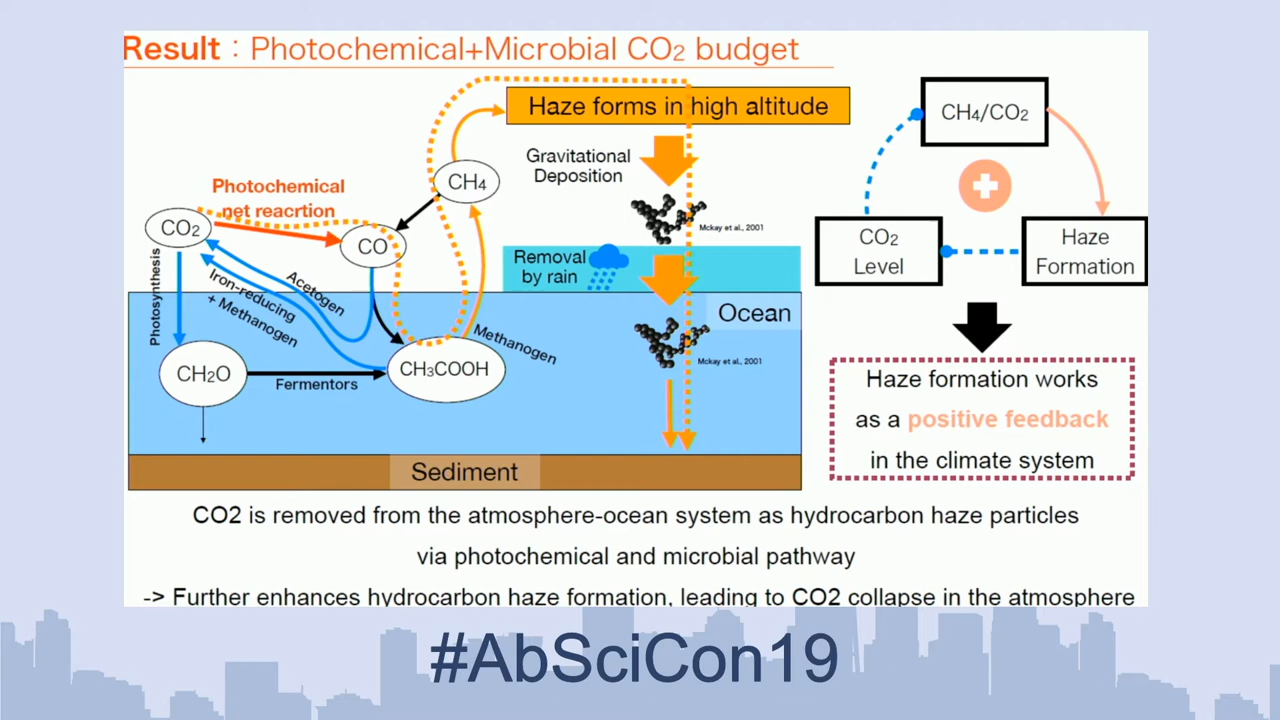 Result : Photochemical+Microbial CO2 budget
Haze forms in high altitude
Gravitational
Deposition
Mckay et al., 2001
CH4
Photochemical
net reacrtion
CO2
CO
Photosynthesis
Acetogen
Iron-reducing
+ Methanogen
Removal
by rain
Ocean
Methanogen
Mckay et al., 2001
CH2O
Fermentors
CH3COOH
Sediment
CH4/CO2
CO2
Level
Haze
Formation
Haze formation works
as a positive feedback
in the climate system
CO2 is removed from the atmosphere-ocean system as hydrocarbon haze particles
via photochemical and microbial pathway
-> Further enhances hydrocarbon haze formation, leading to CO2 collapse in the atmosphere
#AbSciCon19